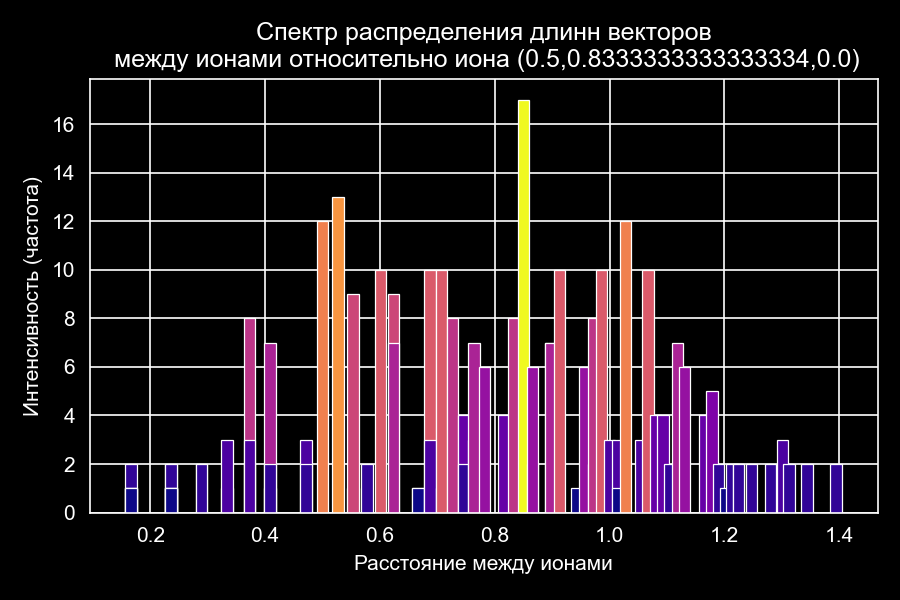 Спектр распределения длинн векторов
между ионами относительно иона (0.5,0.8333333333333334,0.0)
16
14
12
10
8
6
4
2
0
Интенсивность (частота)
0.2 0.4 0.6 0.8 1.0 1.2 1.4
Расстояние между ионами